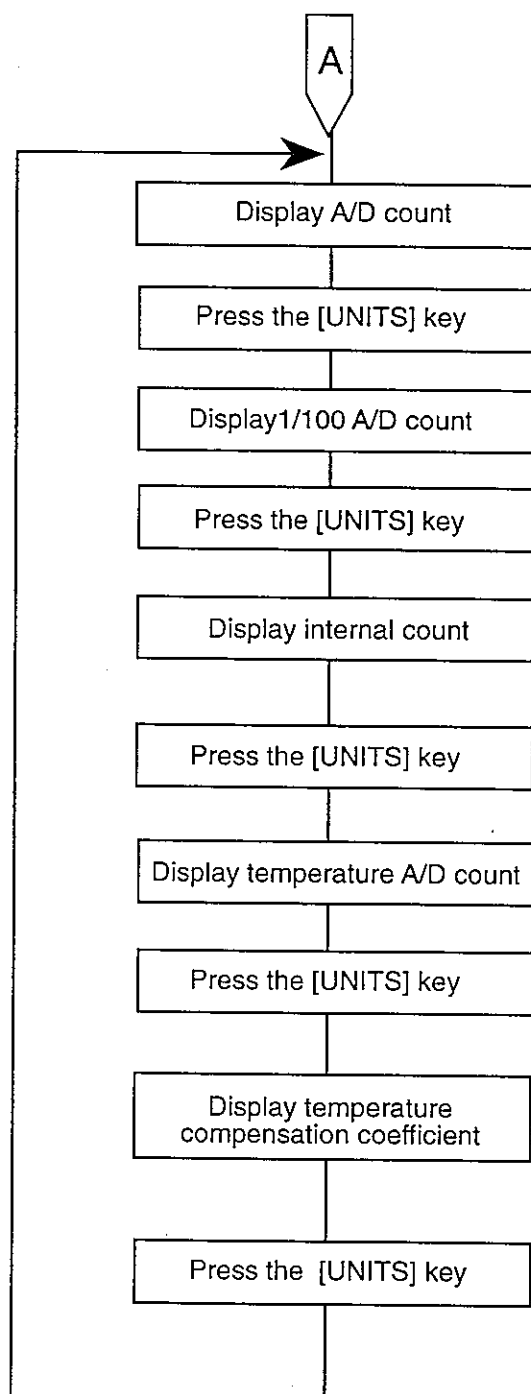 A
Display A/D count
Press the [UNITS] key
Display1/100 A/D count
Press the [UNITS] key
Display internal count
Press the [UNITS] key
Display temperature A/D count
Press the [UNITS] key
Display temperature
compensation coefficient
Press the  [UNITS] key